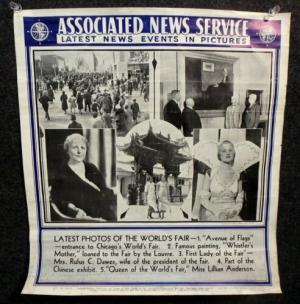 ASSOCIATED NEWS SERVICE
LATEST NEWS EVENTS IN PICTURES
LATEST PHOTOS OF THE WORLD'S FAIR—1. "Avenue of Flags"
—entrance to Chicago's World's Fair. 2. Famous painting, "Whistler's
Mother," loaned to the Fair by the Louvre. 3. First Lady of the Fair—
Mrs. Rufus C. Dawes, wife of the president of the fair. 4. Part of the
Chinese exhibit. 5. "Queen of the World's Fair," Miss Lillian Anderson.